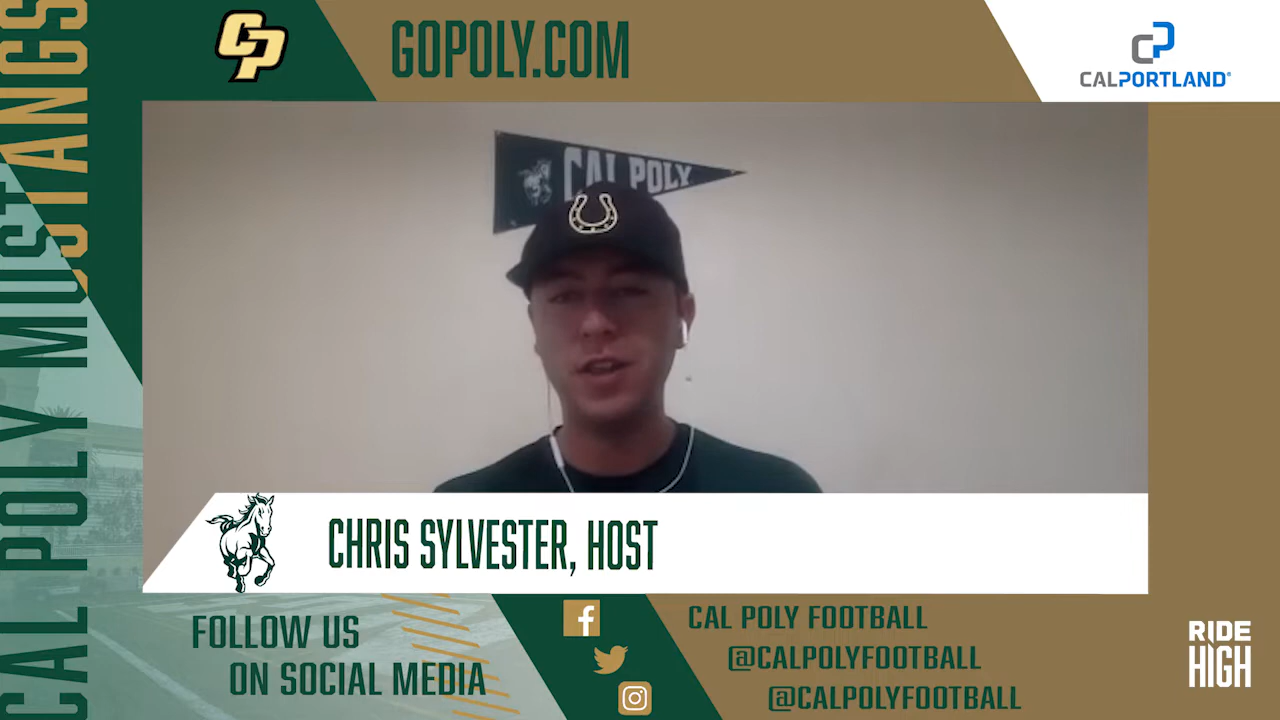 CAL POLY MUSTANGS
CP
GOPOLY.COM
CP
CALPORTLAND®
CAL POLY
CHRIS SYLVESTER, HOST
FOLLOW US
ON SOCIAL MEDIA
f
CAL POLY FOOTBALL
@CALPOLYFOOTBALL
@CALPOLYFOOTBALL
RIDE
HIGH